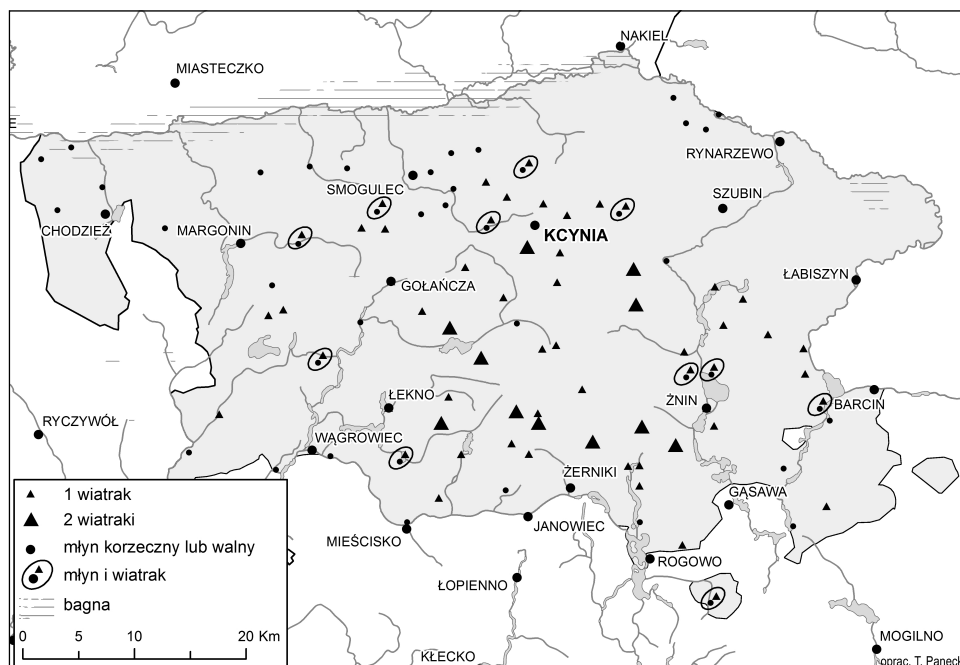 NAKIEL
MIASTECZKO
RYNARZEWO
SMOGULEC
SZUBIN
CHODZIEŻ
MARGONIN
KCYNIA
GOŁAŃCZA
ŁABISZYN
ŁEKNO
ŻNIN
BARCIN
RYCZYWÓŁ
WĄGROWIEC
ŻERNIKI
GĄSAWA
MIEŚCISKO
JANOWIEC
ROGOWO
ŁOPIENNO
MOGILNO
KŁECKO
oprac. T. Paneck
1 wiatrak
2 wiatraki
młyn korzeczny lub walny
młyn i wiatrak
bagna
0 5 10 20 Km